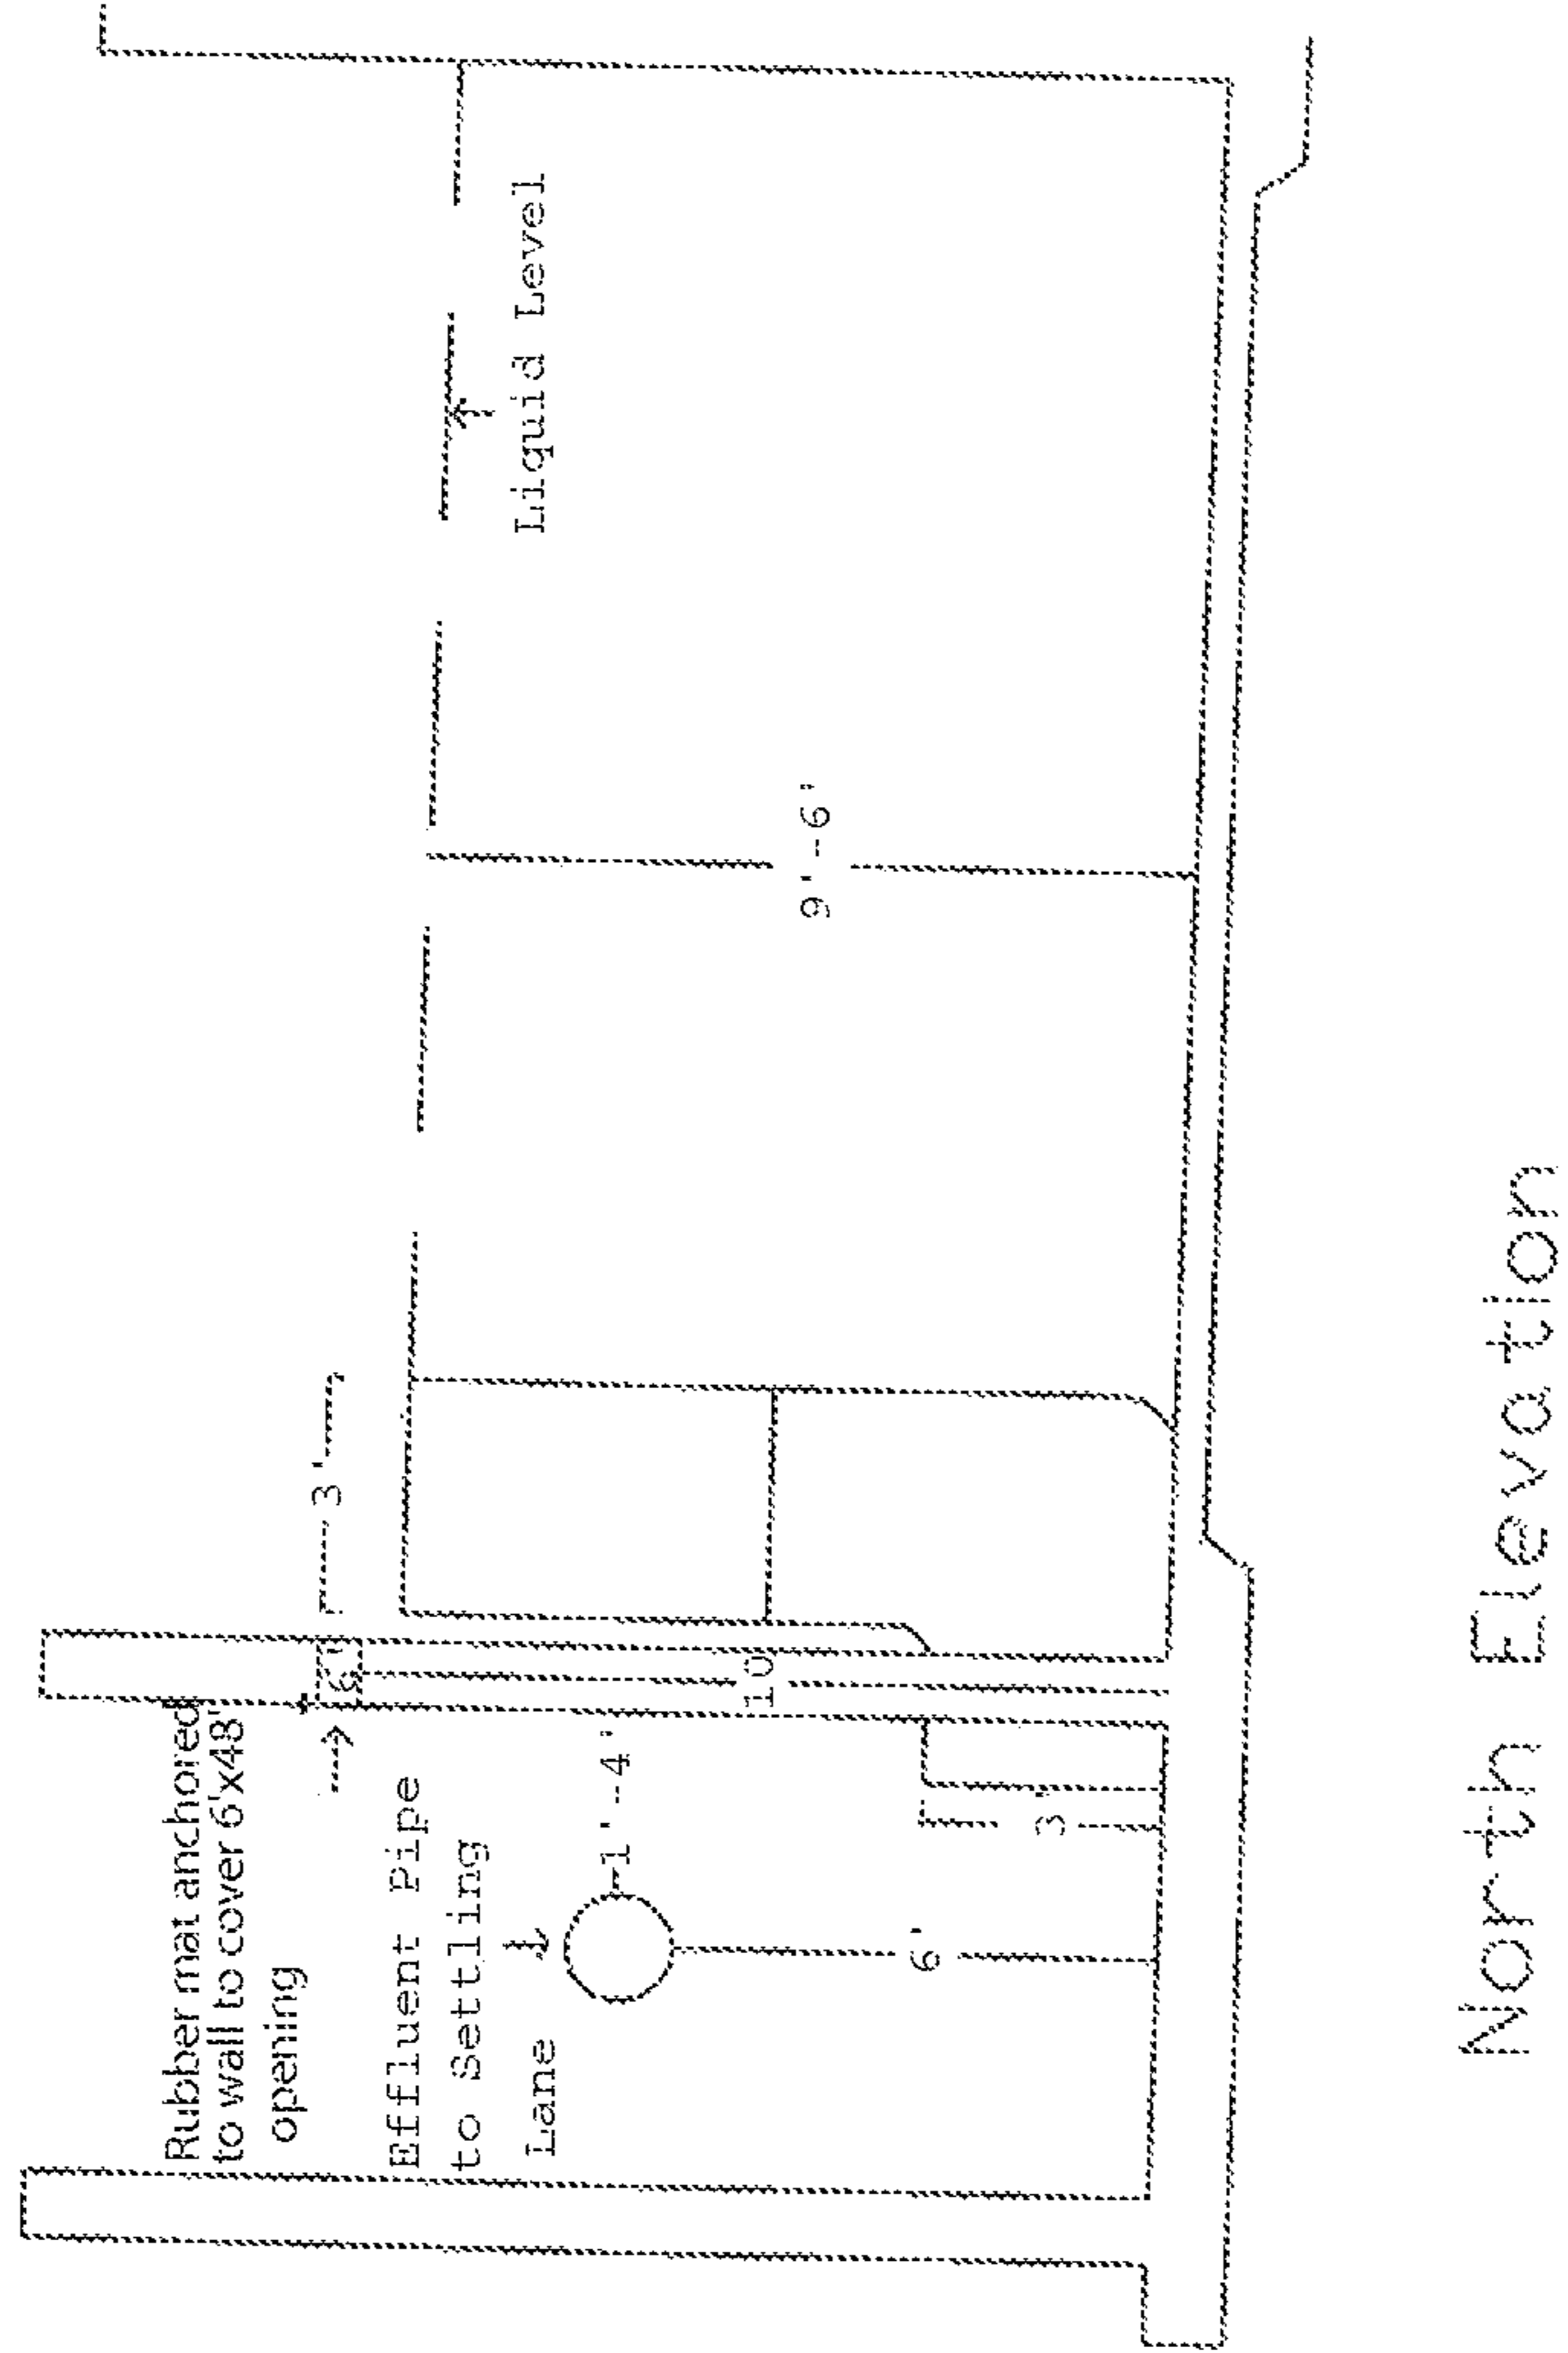 Rubber mat anchored
to wall to cover 6'x48'
opening
6'
3'
Effluent Pipe
to Settling
Lane
1'-4'
10
6'
3'
9'-6'
Liquid Level
North Elevation